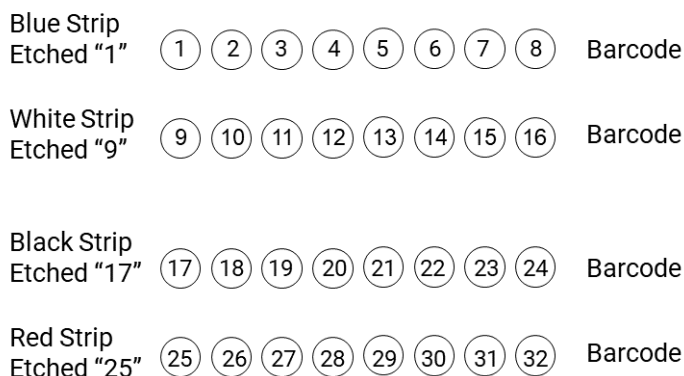 Blue Strip
Etched “1” 1 2 3 4 5 6 7 8 Barcode
White Strip
Etched “9” 9 10 11 12 13 14 15 16 Barcode
Black Strip
Etched “17” 17 18 19 20 21 22 23 24 Barcode
Red Strip
Etched “25” 25 26 27 28 29 30 31 32 Barcode